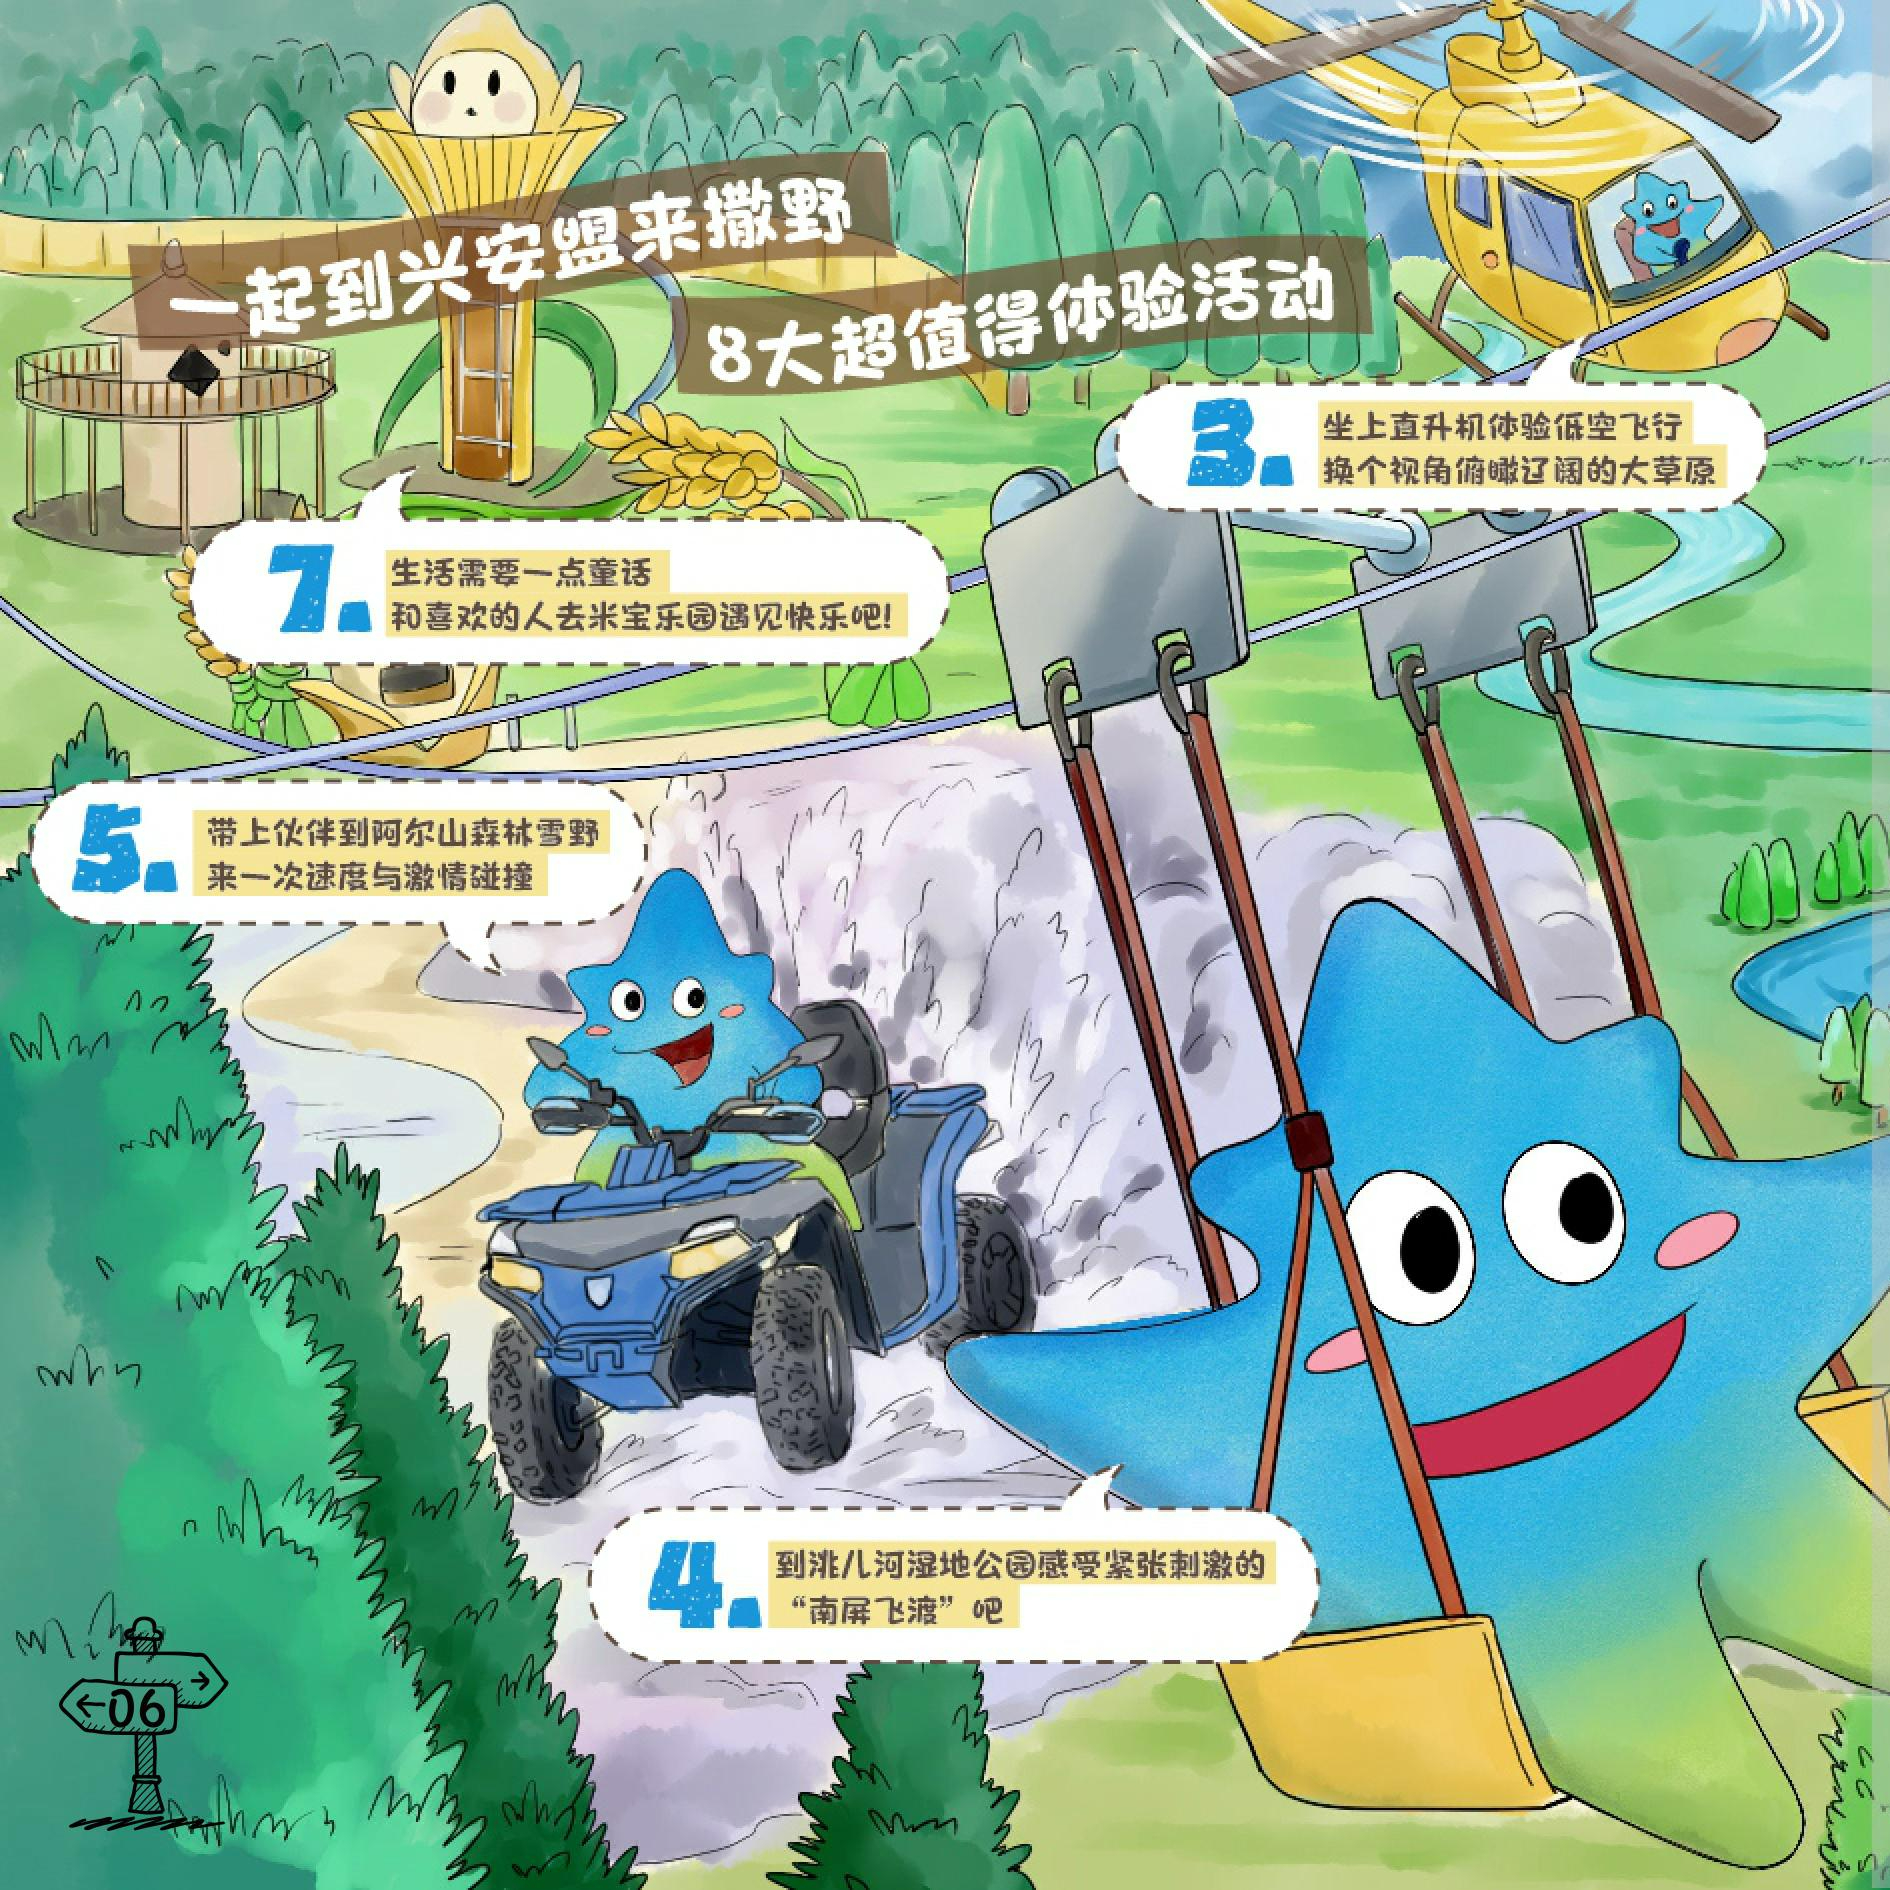 一起到兴安盟来撒野
8大超值得体验活动
3.
坐上直升机体验低空飞行
换个视角俯瞰辽阔的大草原
7.
生活需要一点童话
和喜欢的人去米宝乐园遇见快乐吧!
5.
带上伙伴到阿尔山森林雪野
来一次速度与激情碰撞
4.
到洮儿河湿地公园感受紧张刺激的
“南屏飞渡”吧
06